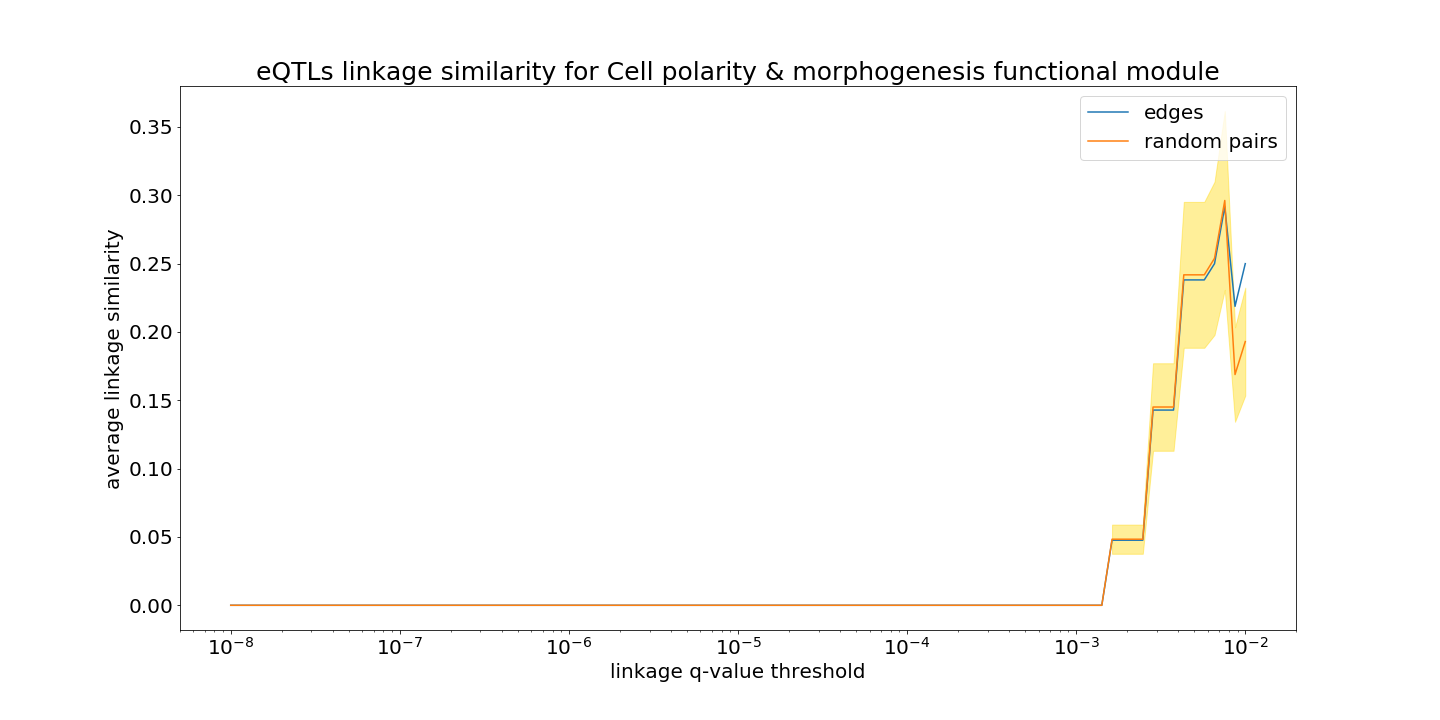 eQTLs linkage similarity for Cell polarity & morphogenesis functional module
edges
random pairs
average linkage similarity
0.35
0.30
0.25
0.20
0.15
0.10
0.05
0.00
10⁻⁸ 10⁻⁷ 10⁻⁶ 10⁻⁵ 10⁻⁴ 10⁻³ 10⁻²
linkage q-value threshold